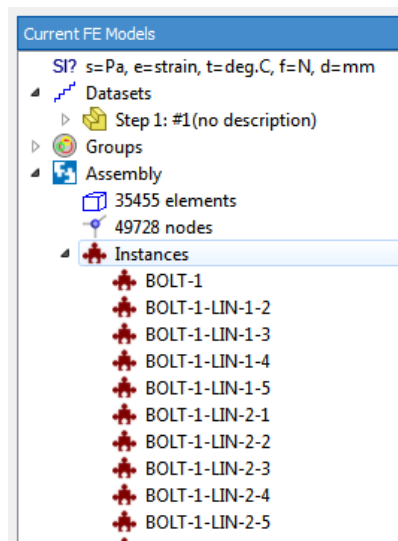 Current FE Models
SI? s=Pa, e=strain, t=deg.C, f=N, d=mm
Datasets
Step 1: #1(no description)
Groups
Assembly
35455 elements
49728 nodes
Instances
BOLT-1
BOLT-1-LIN-1-2
BOLT-1-LIN-1-3
BOLT-1-LIN-1-4
BOLT-1-LIN-1-5
BOLT-1-LIN-2-1
BOLT-1-LIN-2-2
BOLT-1-LIN-2-3
BOLT-1-LIN-2-4
BOLT-1-LIN-2-5